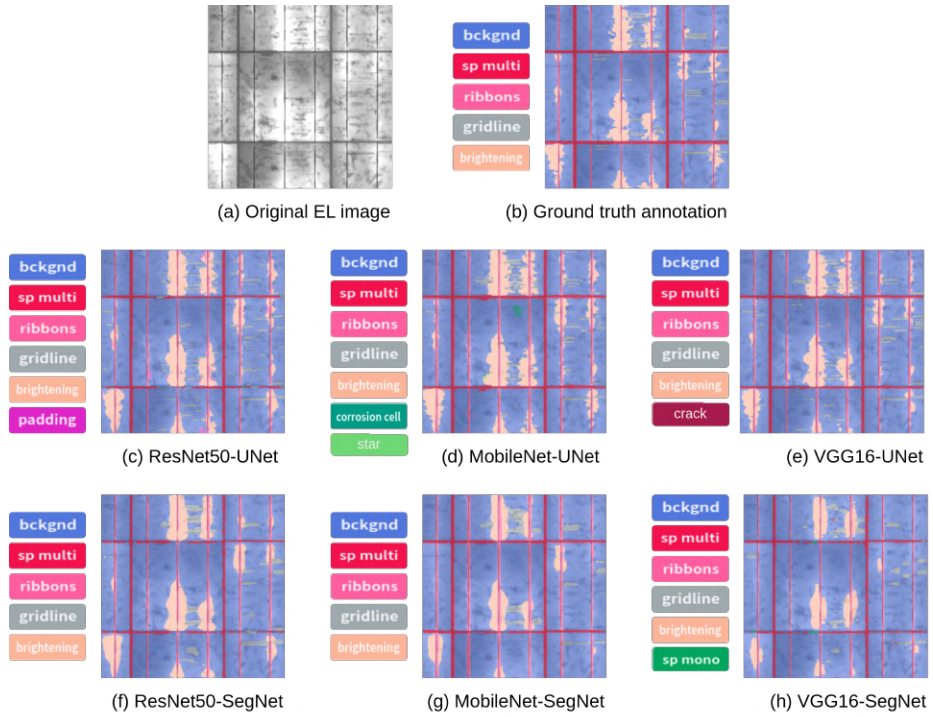 bckgnd
sp multi
ribbons
gridline
brightening
(a) Original EL image
(b) Ground truth annotation
bckgnd
sp multi
ribbons
gridline
brightening
padding
(c) ResNet50-UNet
bckgnd
sp multi
ribbons
gridline
brightening
corrosion cell
star
(d) MobileNet-UNet
bckgnd
sp multi
ribbons
gridline
brightening
crack
(e) VGG16-UNet
bckgnd
sp multi
ribbons
gridline
brightening
(f) ResNet50-SegNet
bckgnd
sp multi
ribbons
gridline
brightening
(g) MobileNet-SegNet
bckgnd
sp multi
ribbons
gridline
brightening
sp mono
(h) VGG16-SegNet